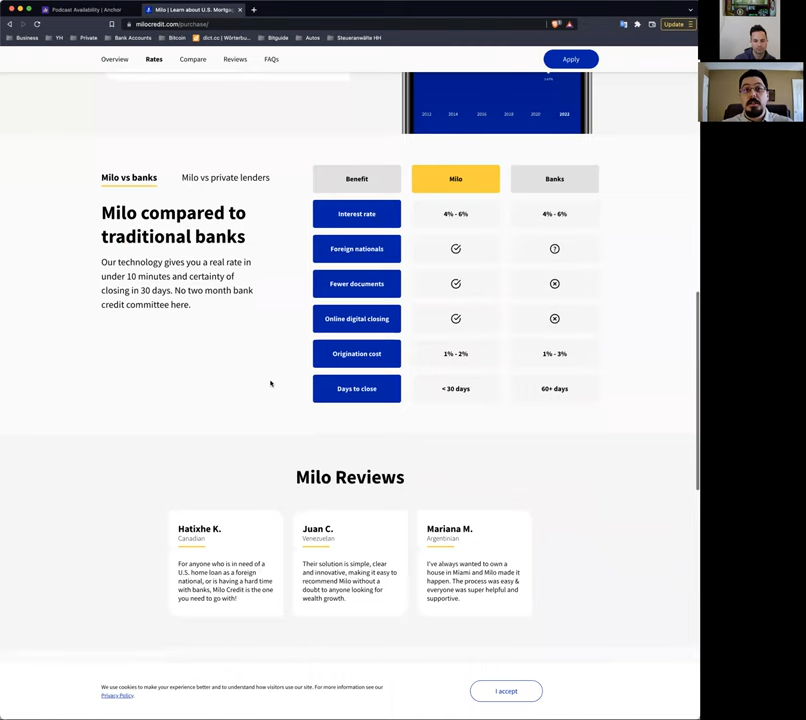 Podcast Availability | Anchor
Milo | Learn about U.S. Mortga
milocredit.com/purchase/
Update
Business
YH
Private
Bank Accounts
Bitcoin
dict.cc (Wörterbu...
Bitguide
Autos
Steueranwälte HH
Overview
Rates
Compare
Reviews
FAQs
Apply
2012
2014
2016
2018
2020
2022
Milo vs banks
Milo vs private lenders
Milo compared to
traditional banks
Our technology gives you a real rate in
under 10 minutes and certainty of
closing in 30 days. No two month bank
credit committee here.
Benefit
Milo
Banks
Interest rate
4% - 6%
4% - 6%
Foreign nationals
Fewer documents
Online digital closing
Origination cost
1% - 2%
1% - 3%
Days to close
< 30 days
60+ days
Milo Reviews
Hatixhe K.
Canadian
For anyone who is in need of a
U.S. home loan as a foreign
national, or is having a hard time
with banks, Milo Credit is the one
you need to go with!
Juan C.
Venezuelan
Their solution is simple, clear
and innovative, making it easy to
recommend Milo without a
doubt to anyone looking for
wealth growth.
Mariana M.
Argentinian
I've always wanted to own a
house in Miami and Milo made it
happen. The process was easy &
everyone was super helpful and
supportive.
We use cookies to make your experience better and to understand how visitors use our site. For more information see our
Privacy Policy.
I accept